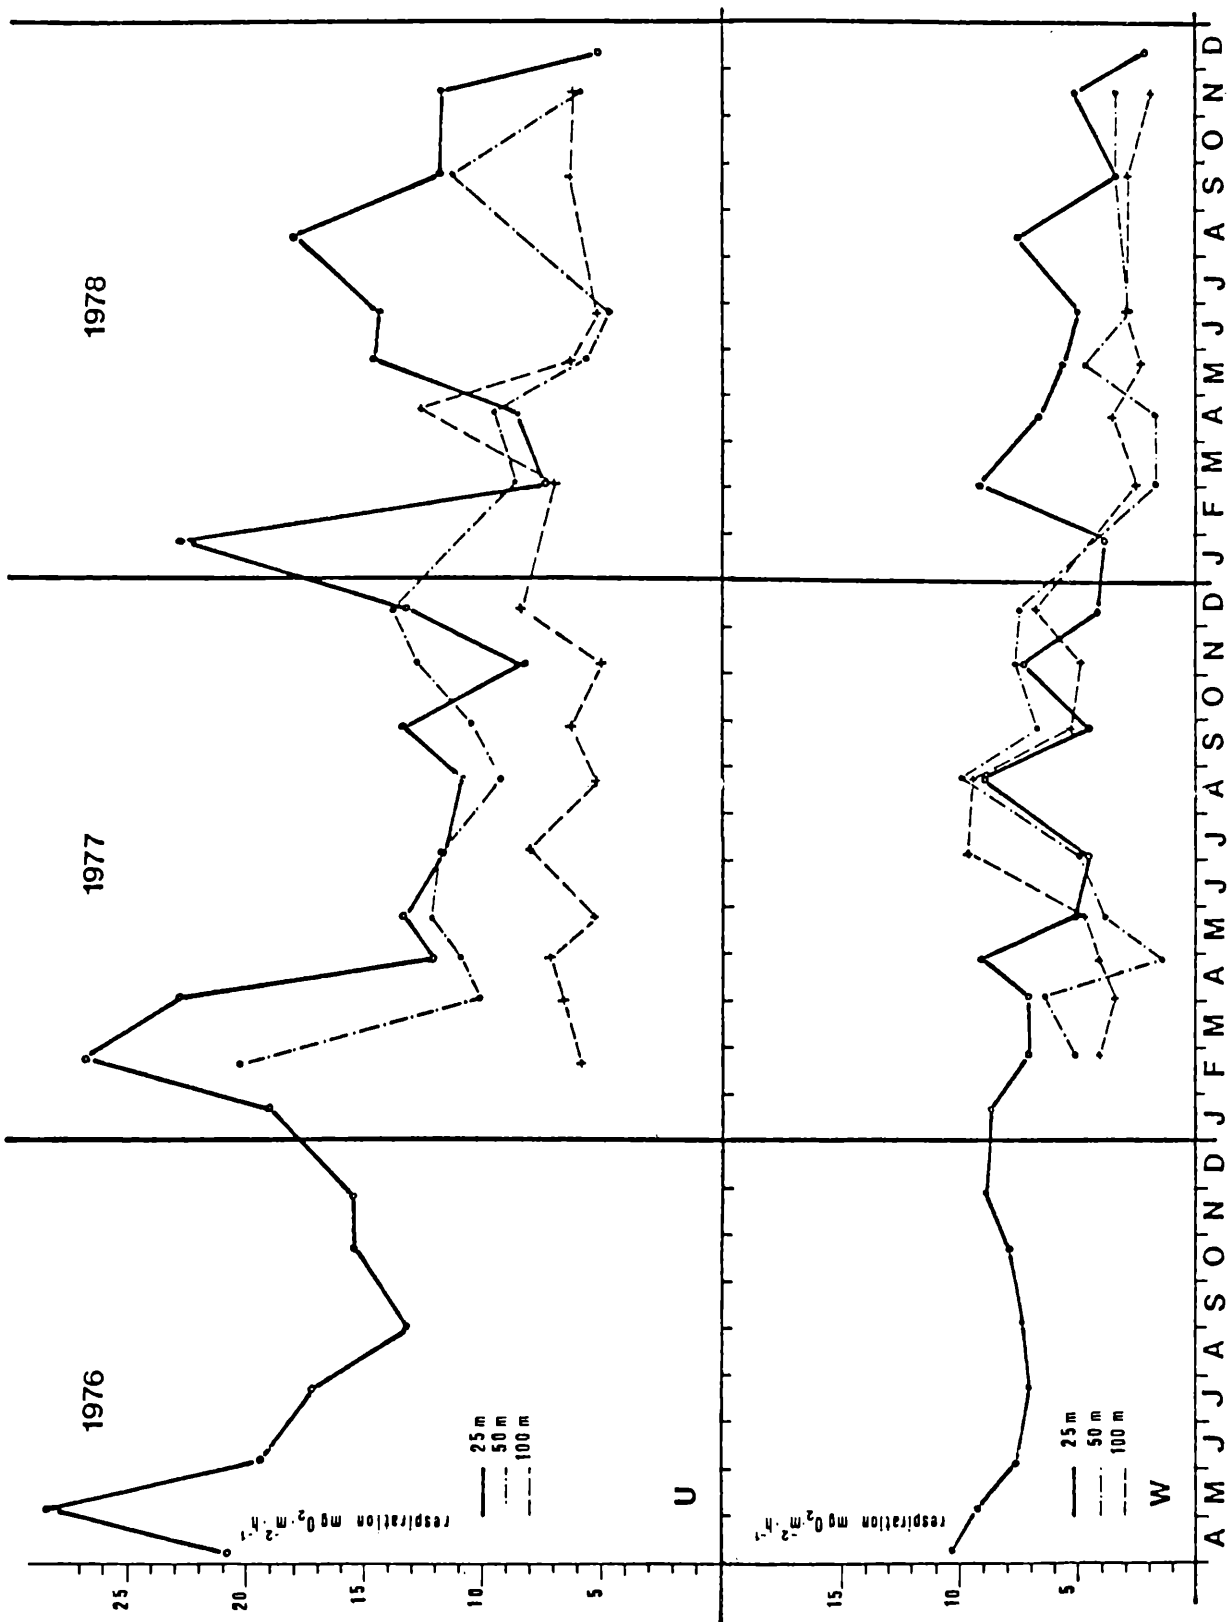 1976
1977
1978
25
20
15
10
5
respiration mg O₂·m⁻²·h⁻¹
25 m
50 m
100 m
U
15
10
5
respiration mg O₂·m⁻²·h⁻¹
25 m
50 m
100 m
W
A M J J A S O N D J F M A M J J A S O N D J F M A M J J A S O N D